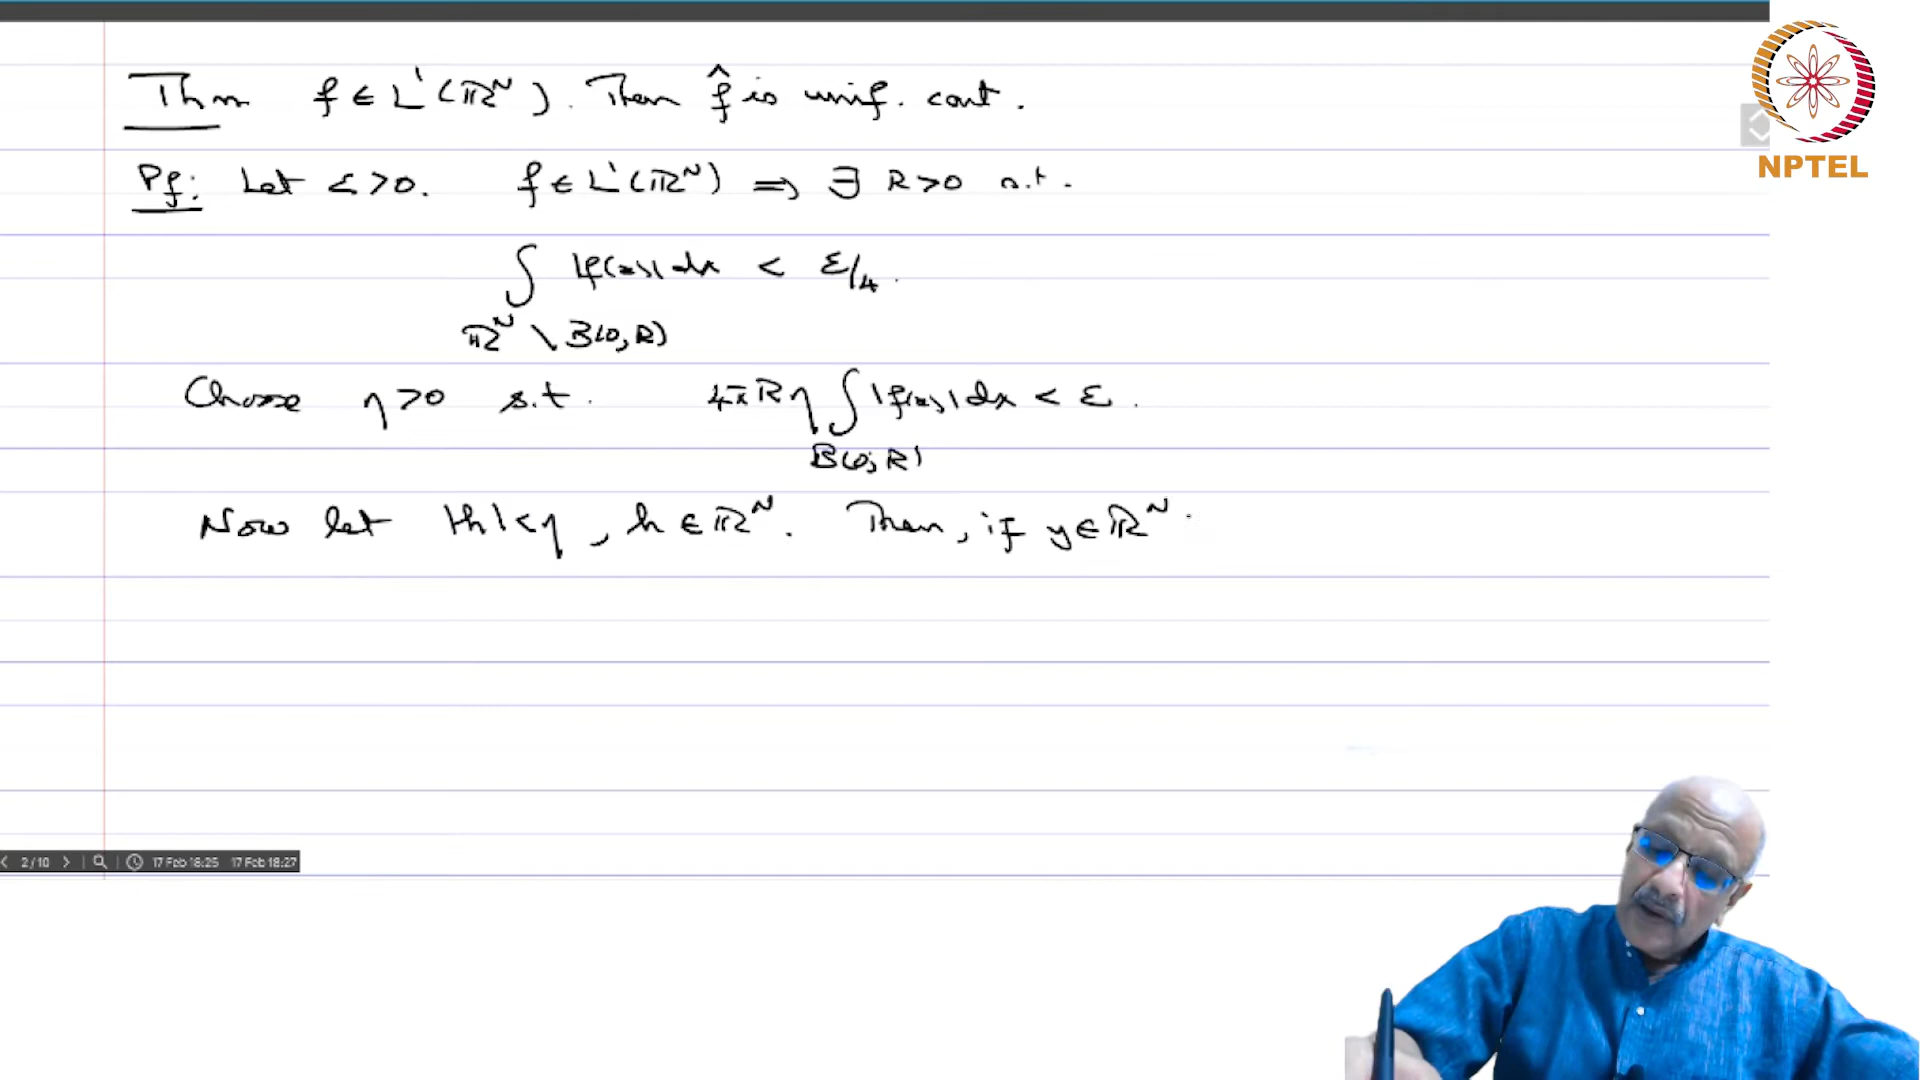 Thm f ∈ L¹(ℝᴺ). Then f̂ is unif. cont.
Pf: Let ε>0. f ∈ L¹(ℝᴺ) ⇒ ∃ R>0 s.t.
∫ |f(x)| dx < ε/4.
ℝᴺ \ B(0,R)
Choose η>0 s.t. 4πRη ∫ |f(x)| dx < ε.
B(0;R)
Now let |h|<η, h∈ℝᴺ. Then, if y∈ℝᴺ.
NPTEL
2/10 17 Feb 18:25 17 Feb 18:27